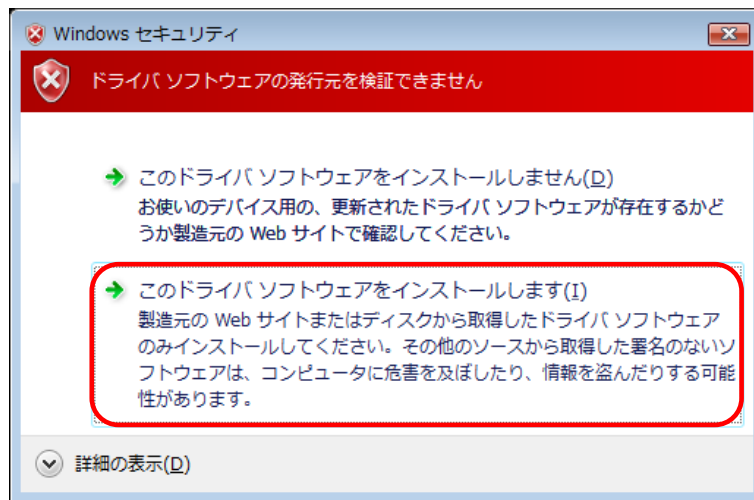 Windows セキュリティ
ドライバ ソフトウェアの発行元を検証できません
このドライバ ソフトウェアをインストールしません(D)
お使いのデバイス用の、更新されたドライバ ソフトウェアが存在するかど
うか製造元の Web サイトで確認してください。
このドライバ ソフトウェアをインストールします(I)
製造元の Web サイトまたはディスクから取得したドライバ ソフトウェア
のみインストールしてください。その他のソースから取得した署名のないソ
フトウェアは、コンピュータに危害を及ぼしたり、情報を盗んだりする可能
性があります。
詳細の表示(D)